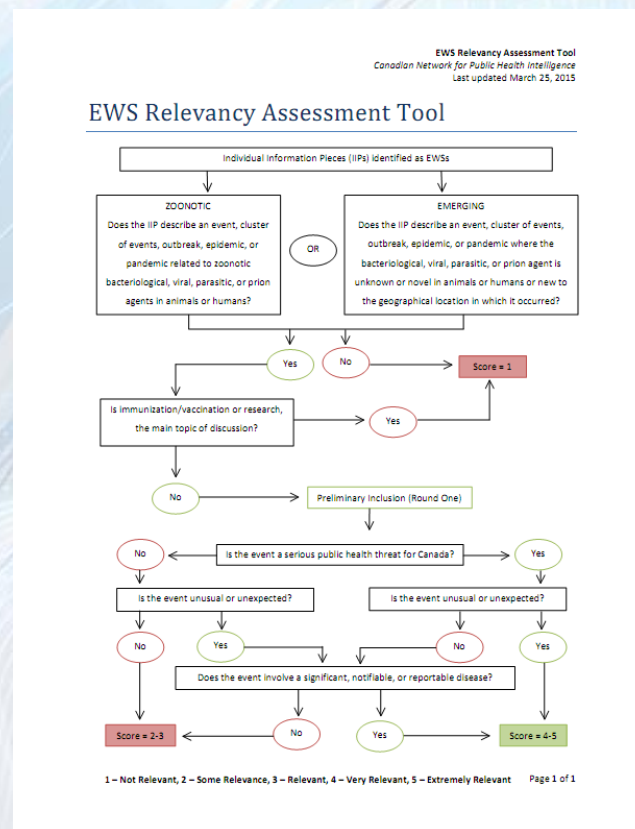 EWS Relevancy Assessment Tool
Canadian Network for Public Health Intelligence
Last updated March 25, 2015
EWS Relevancy Assessment Tool
Individual Information Pieces (IIPs) identified as EWSs
ZOONOTIC
Does the IIP describe an event, cluster
of events, outbreak, epidemic, or
pandemic related to zoonotic
bacteriological, viral, parasitic, or prion
agents in animals or humans?
OR
EMERGING
Does the IIP describe an event, cluster of events,
outbreak, epidemic, or pandemic where the
bacteriological, viral, parasitic, or prion agent is
unknown or novel in animals or humans or new to
the geographical location in which it occurred?
Yes
No
Score = 1
Is immunization/vaccination or research,
the main topic of discussion?
Yes
No
Preliminary Inclusion (Round One)
No
Is the event a serious public health threat for Canada?
Yes
Is the event unusual or unexpected?
Is the event unusual or unexpected?
No
Yes
No
Yes
Does the event involve a significant, notifiable, or reportable disease?
Score = 2-3
No
Yes
Score = 4-5
1 – Not Relevant, 2 – Some Relevance, 3 – Relevant, 4 – Very Relevant, 5 – Extremely Relevant
Page 1 of 1